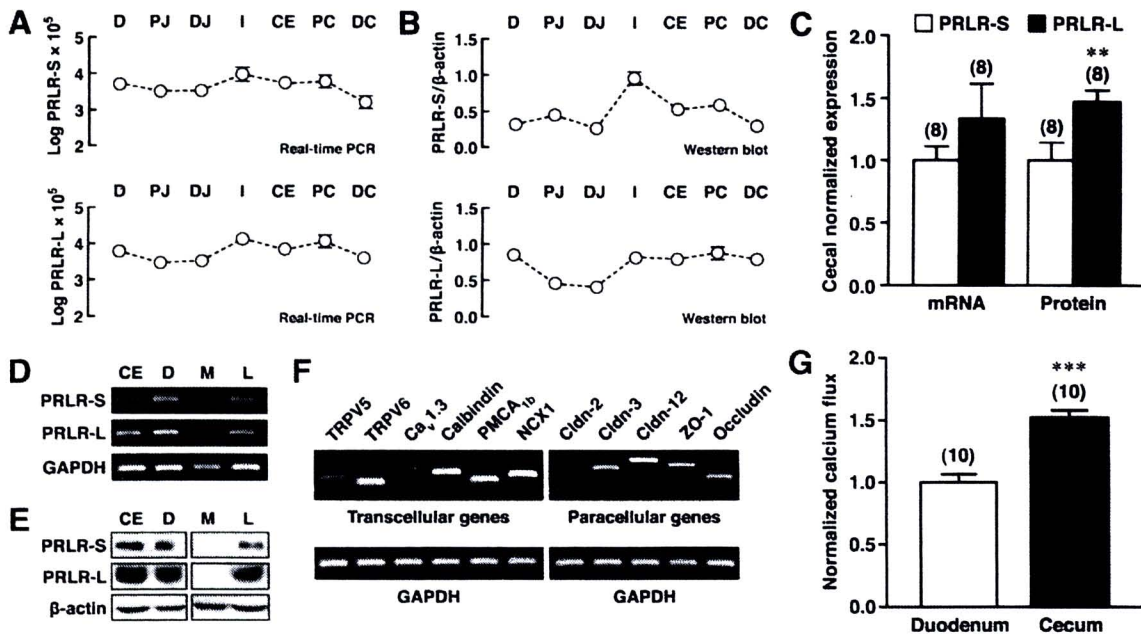 A
D PJ DJ I CE PC DC
Log PRLR-S × 10⁵
5
4
3
2
Real-time PCR
D PJ DJ I CE PC DC
Log PRLR-L × 10⁵
5
4
3
2
Real-time PCR
B
D PJ DJ I CE PC DC
PRLR-S/β-actin
1.5
1.0
0.5
0.0
Western blot
D PJ DJ I CE PC DC
PRLR-L/β-actin
1.5
1.0
0.5
0.0
Western blot
C
PRLR-S PRLR-L
Cecal normalized expression
2.0
1.5
1.0
0.5
0.0
(8) (8) (8) ** (8)
mRNA Protein
D
CE D M L
PRLR-S
PRLR-L
GAPDH
E
CE D M L
PRLR-S
PRLR-L
β-actin
F
TRPV5 TRPV6 Cav1.3 Calbindin PMCA1b NCX1 Cldn-2 Cldn-3 Cldn-12 ZO-1 Occludin
Transcellular genes Paracellular genes
GAPDH GAPDH
G
Normalized calcium flux
2.0
1.5
1.0
0.5
0.0
***
(10) (10)
Duodenum Cecum